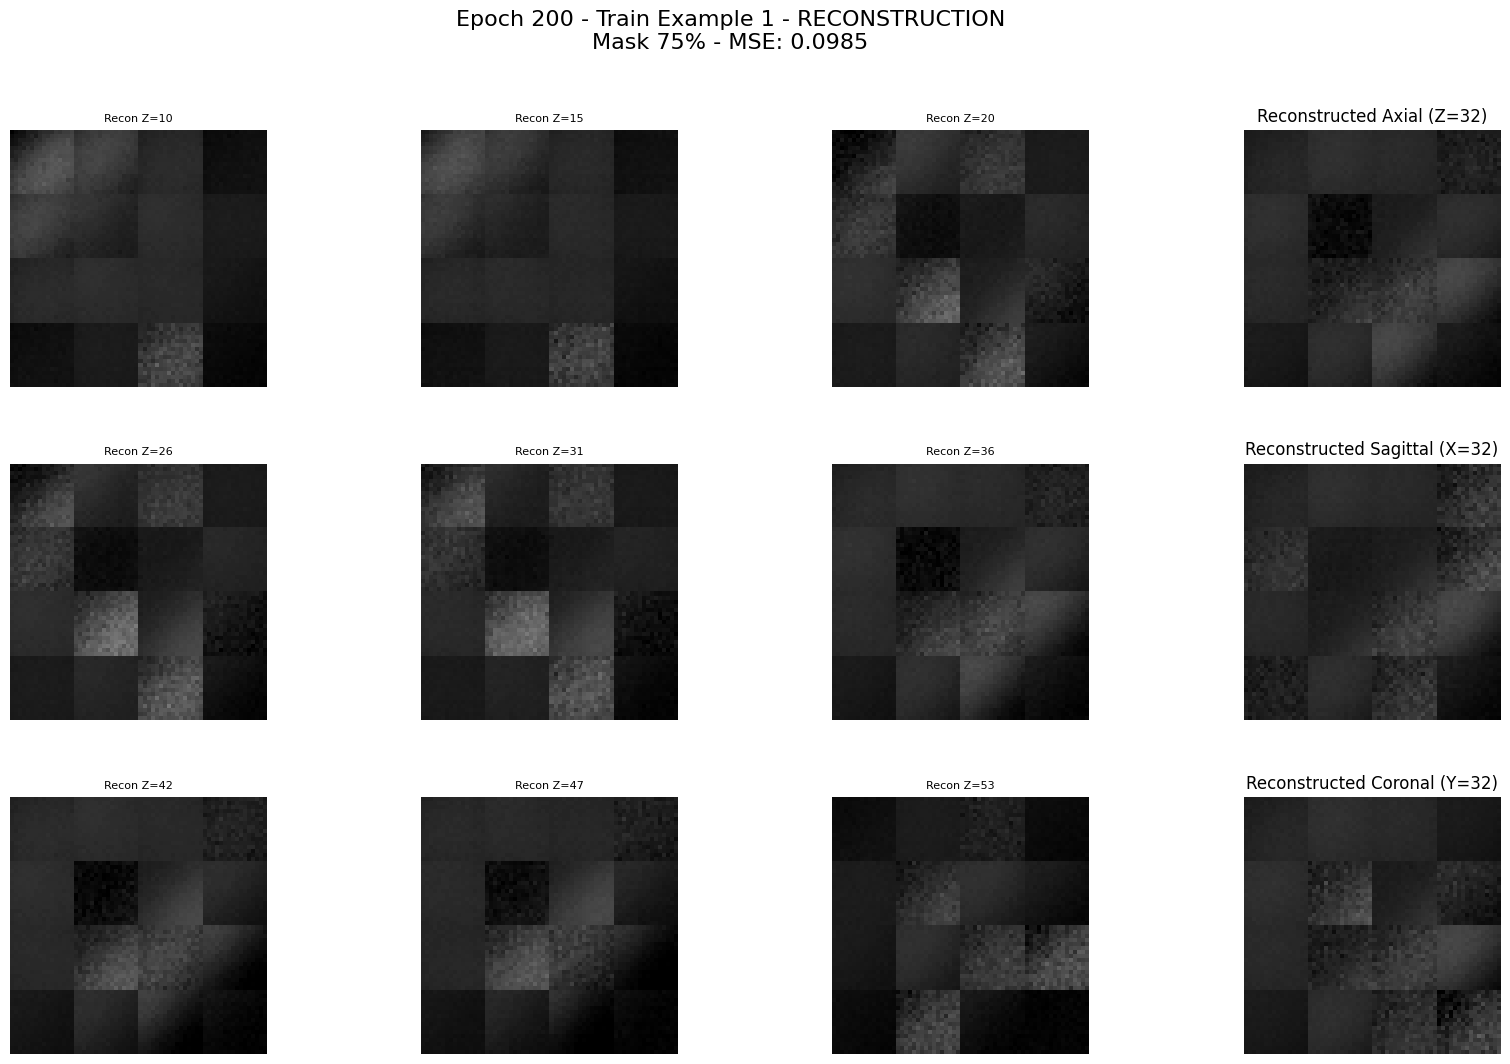 Epoch 200 - Train Example 1 - RECONSTRUCTION
Mask 75% - MSE: 0.0985
Recon Z=10
Recon Z=15
Recon Z=20
Reconstructed Axial (Z=32)
Recon Z=26
Recon Z=31
Recon Z=36
Reconstructed Sagittal (X=32)
Recon Z=42
Recon Z=47
Recon Z=53
Reconstructed Coronal (Y=32)